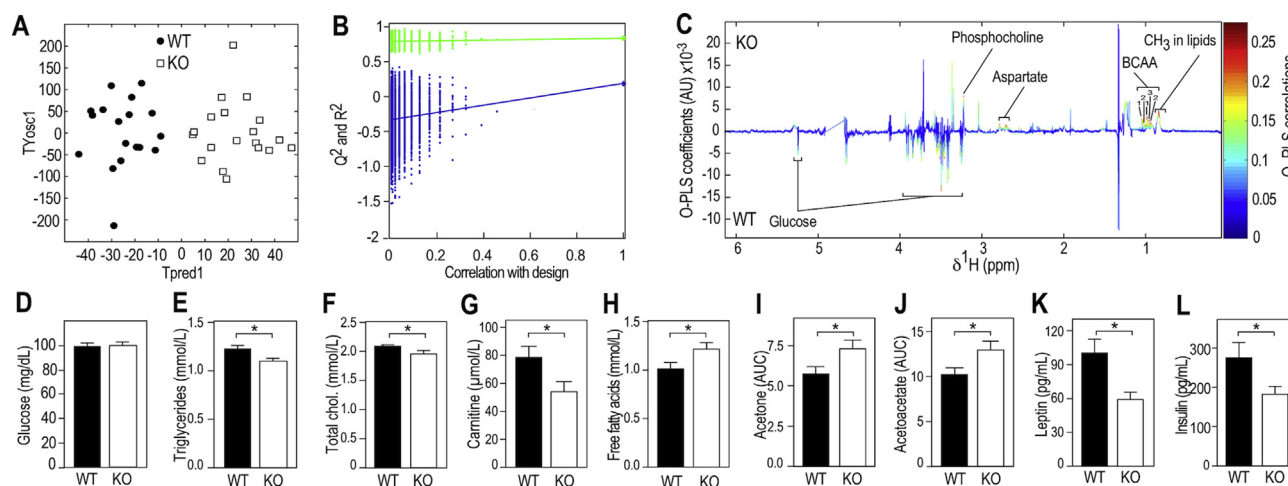 A
TYosc1
200
150
100
50
0
-50
-100
-150
-200
WT
KO
-40 -30 -20 -10 0 10 20 30 40
Tpred1
B
Q² and R²
1
0.5
0
-0.5
-1
-1.5
-2
0 0.2 0.4 0.6 0.8 1
Correlation with design
C
O-PLS coefficients (AU) x10⁻³
20
15
10
5
0
-5
-10
KO
WT
Phosphocholine
Aspartate
BCAA
CH₃ in lipids
Glucose
6 5 4 3 2 1
δ¹H (ppm)
0.25
0.2
0.15
0.1
0.05
0
O-PLS correlations
D
Glucose (mg/dL)
120
100
80
60
40
20
0
WT KO
E
Triglycerides (mmol/L)
1.5
1.0
0.5
0.0
*
WT KO
F
Total chol. (mmol/L)
2.5
2.0
1.5
2.0
0.5
0.0
*
WT KO
G
Carnitine (μmol/L)
100
80
60
40
20
0
*
WT KO
H
Free fatty acids (mmol/L)
1.5
1.0
0.5
0.0
*
WT KO
I
Acetone (AUC)
7.5
5.0
2.5
0.0
*
WT KO
J
Acetoacetate (AUC)
15
10
5
0
*
WT KO
K
Leptin (pg/mL)
120
90
60
30
0
*
WT KO
L
Insulin (pg/mL)
300
200
100
0
*
WT KO